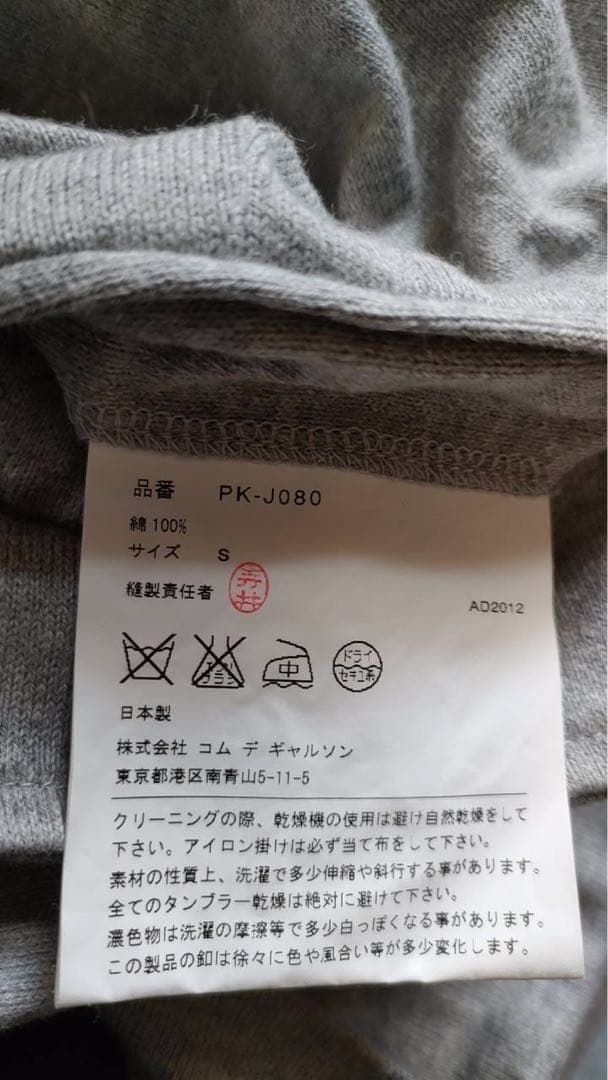 品番 PK-J080
綿100%
サイズ S
縫製責任者
AD2012
ドライ
セキユ系
中
日本製
株式会社 コム デ ギャルソン
東京都港区南青山5-11-5
クリーニングの際、乾燥機の使用は避け自然乾燥をして
下さい。アイロン掛けは必ず当て布をして下さい。
素材の性質上、洗濯で多少伸縮や斜行する事があります。
全てのタンブラー乾燥は絶対に避けて下さい。
濃色物は洗濯の摩擦等で多少白っぽくなる事があります。
この製品の釦は徐々に色や風合い等が多少変化します。